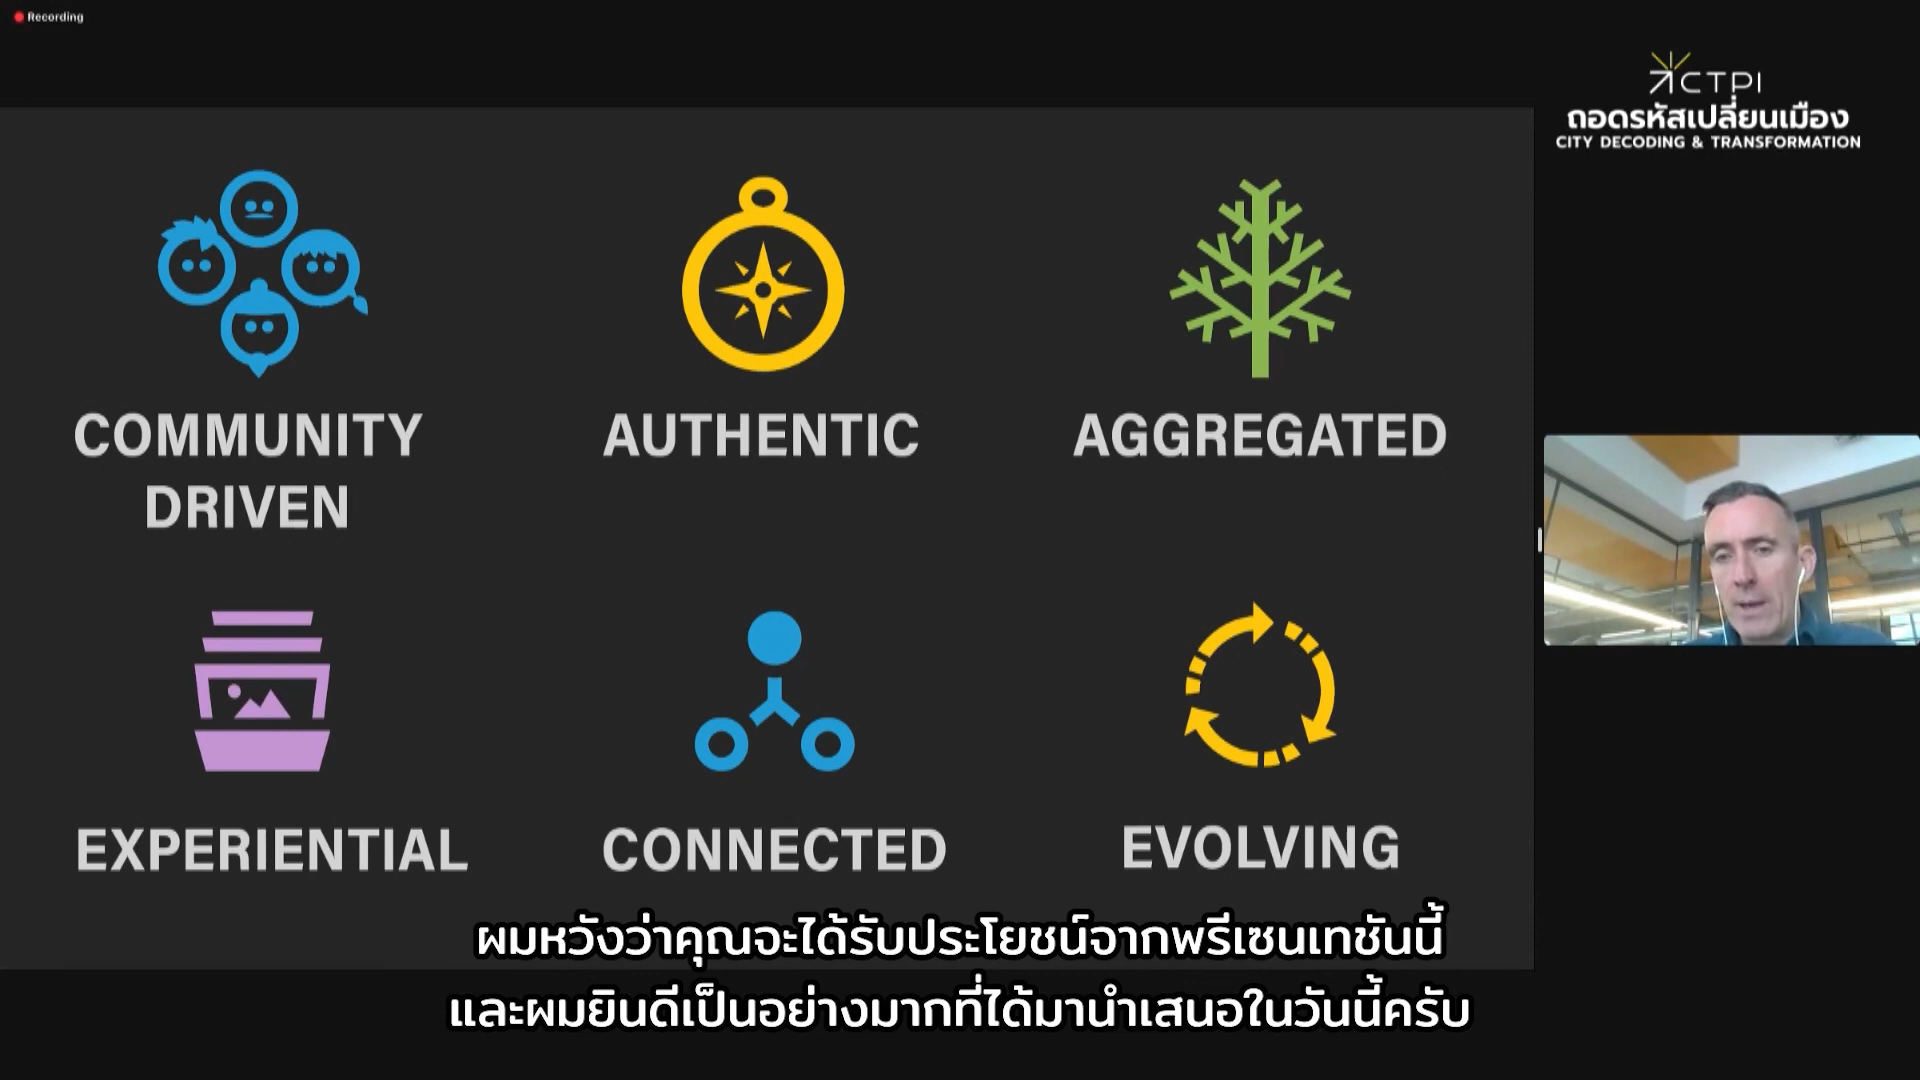 Recording
CTPI
ถอดรหัสเปลี่ยนเมือง
CITY DECODING & TRANSFORMATION
COMMUNITY
DRIVEN
AUTHENTIC
AGGREGATED
EXPERIENTIAL
CONNECTED
EVOLVING
ผมหวังว่าคุณจะได้รับประโยชน์จากพรีเซนเทชันนี้
และผมยินดีเป็นอย่างมากที่ได้มานำเสนอในวันนี้ครับ